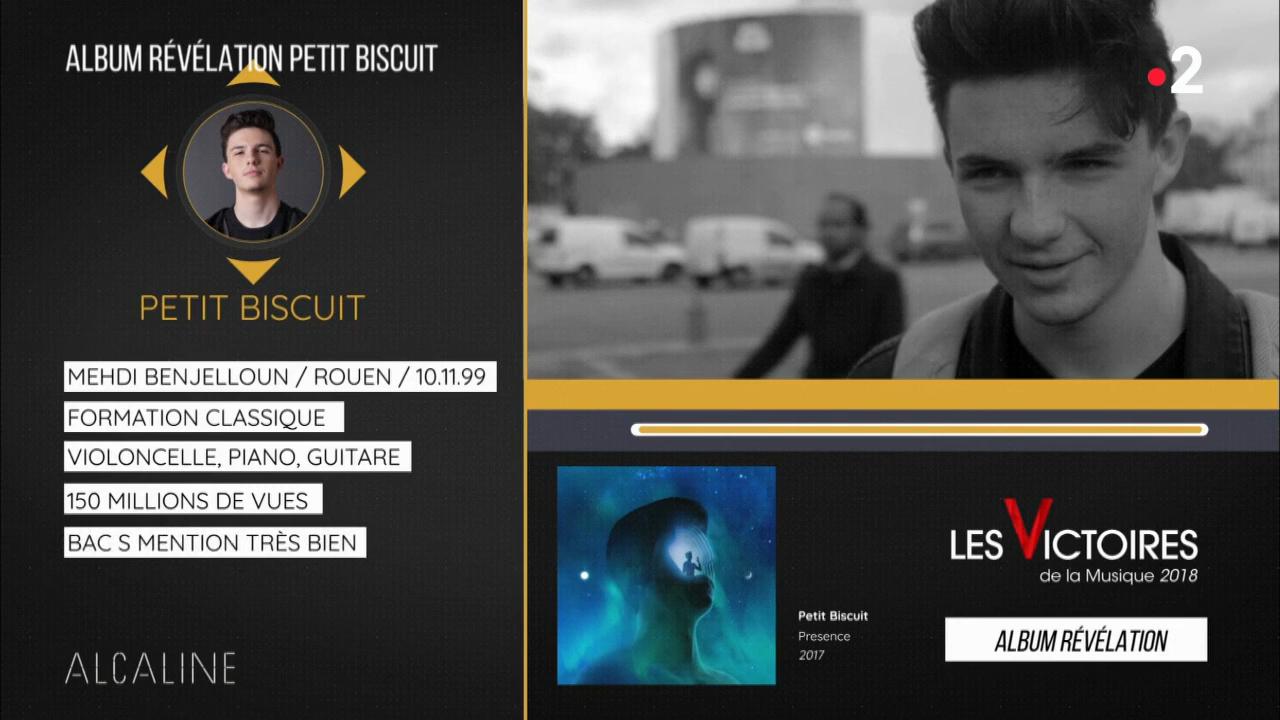 ALBUM RÉVÉLATION PETIT BISCUIT
PETIT BISCUIT
MEHDI BENJELLOUN / ROUEN / 10.11.99
FORMATION CLASSIQUE
VIOLONCELLE, PIANO, GUITARE
150 MILLIONS DE VUES
BAC S MENTION TRÈS BIEN
ALCALINE
2
Petit Biscuit
Presence
2017
LES VICTOIRES
de la Musique 2018
ALBUM RÉVÉLATION